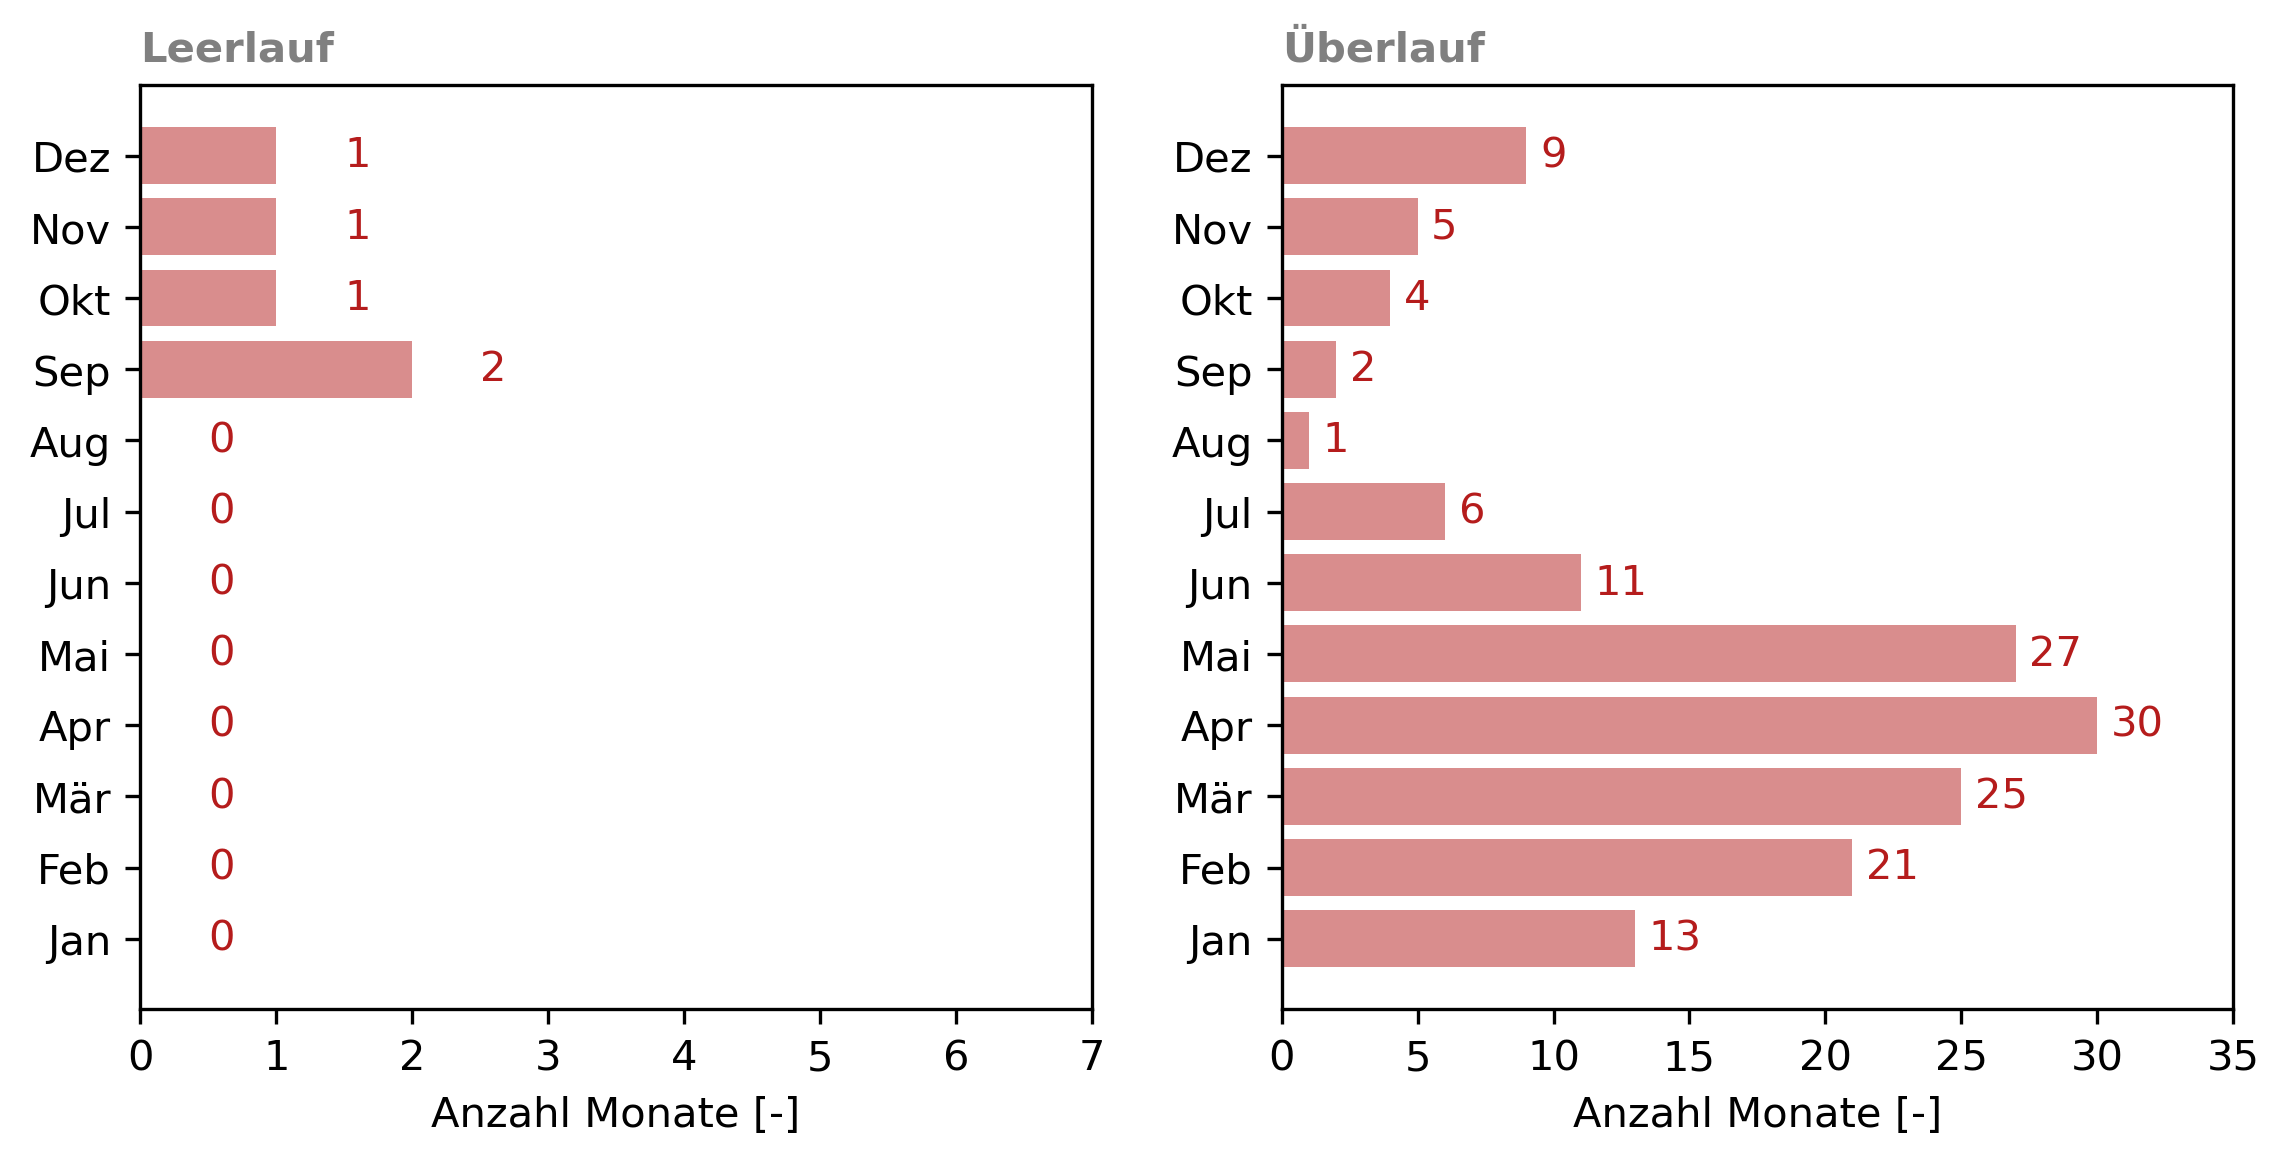 Leerlauf
Dez 1
Nov 1
Okt 1
Sep 2
Aug 0
Jul 0
Jun 0
Mai 0
Apr 0
Mär 0
Feb 0
Jan 0
0 1 2 3 4 5 6 7
Anzahl Monate [-]
Überlauf
Dez 9
Nov 5
Okt 4
Sep 2
Aug 1
Jul 6
Jun 11
Mai 27
Apr 30
Mär 25
Feb 21
Jan 13
0 5 10 15 20 25 30 35
Anzahl Monate [-]